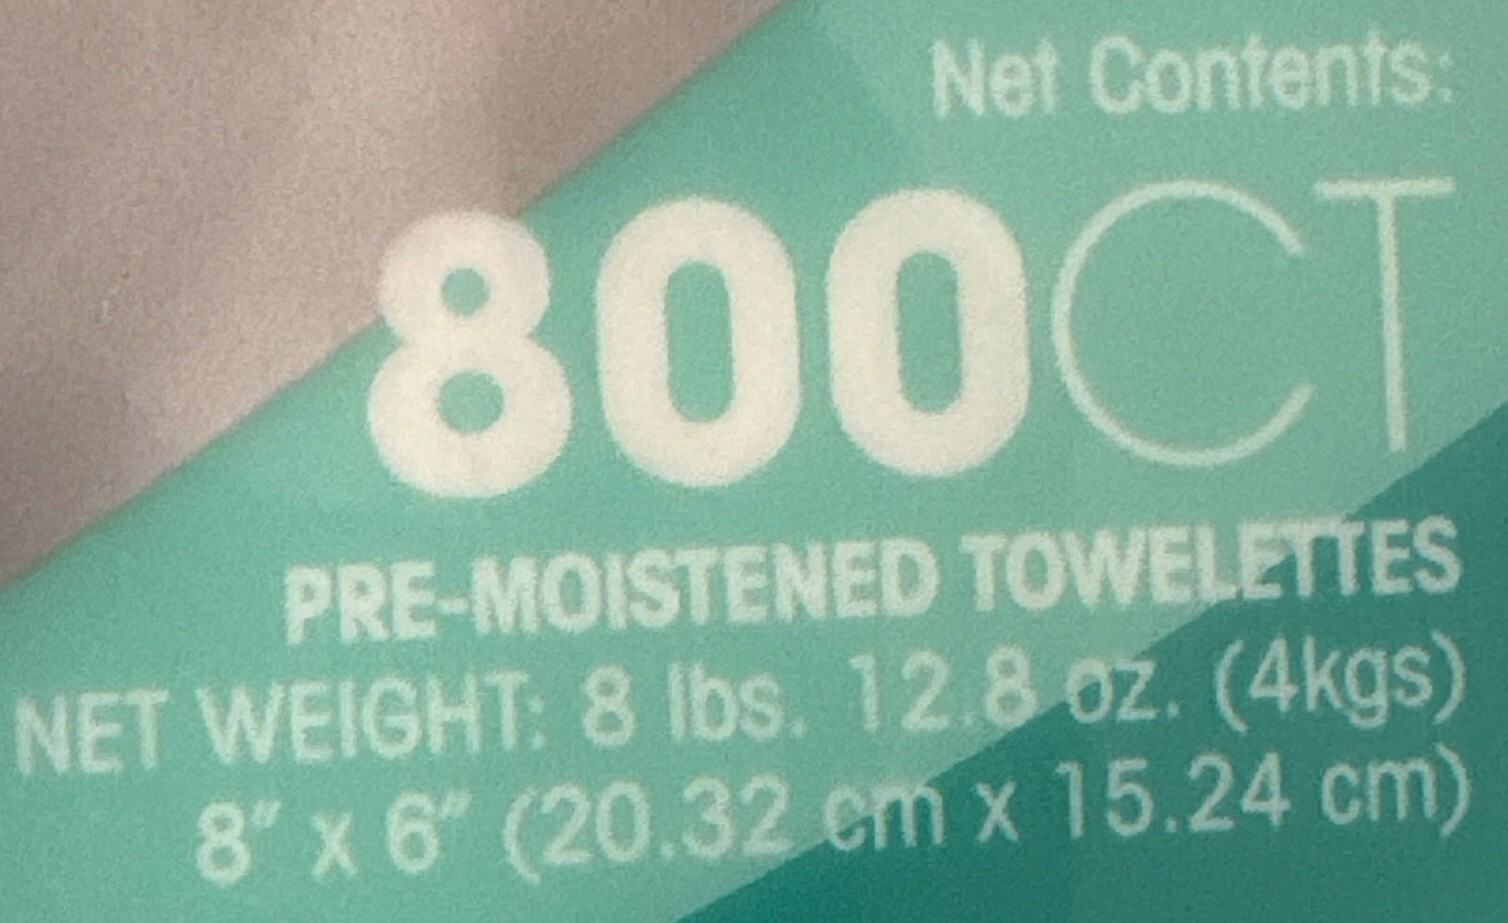 Net Contents:
800CT
PRE-MOISTENED TOWELETTES
NET WEIGHT: 8 lbs. 12.8 oz. (4kgs)
8" x 6" (20.32 cm x 15.24 cm)